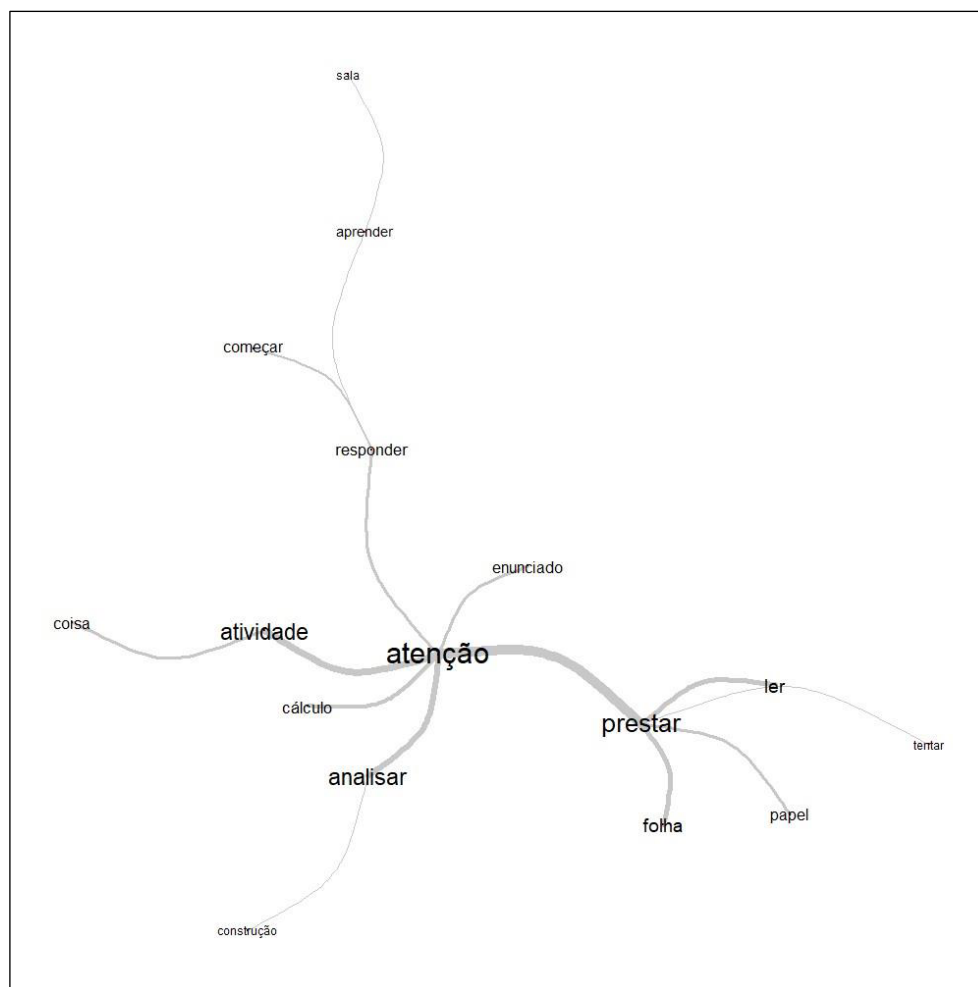 sala
aprender
começar
responder
enunciado
coisa
atividade
atenção
ler
cálculo
prestar
tentar
analisar
folha
papel
construção